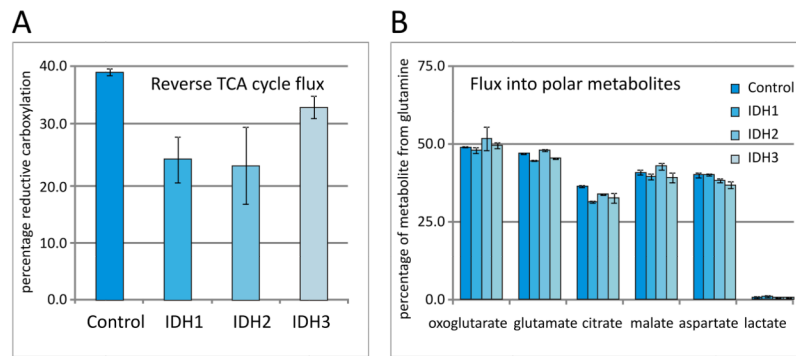 A
B
Reverse TCA cycle flux
percentage reductive carboxylation
40.0
30.0
20.0
10.0
0.0
Control IDH1 IDH2 IDH3
Flux into polar metabolites
percentage of metabolite from glutamine
75.0
50.0
25.0
0.0
Control
IDH1
IDH2
IDH3
oxoglutarate glutamate citrate malate aspartate lactate